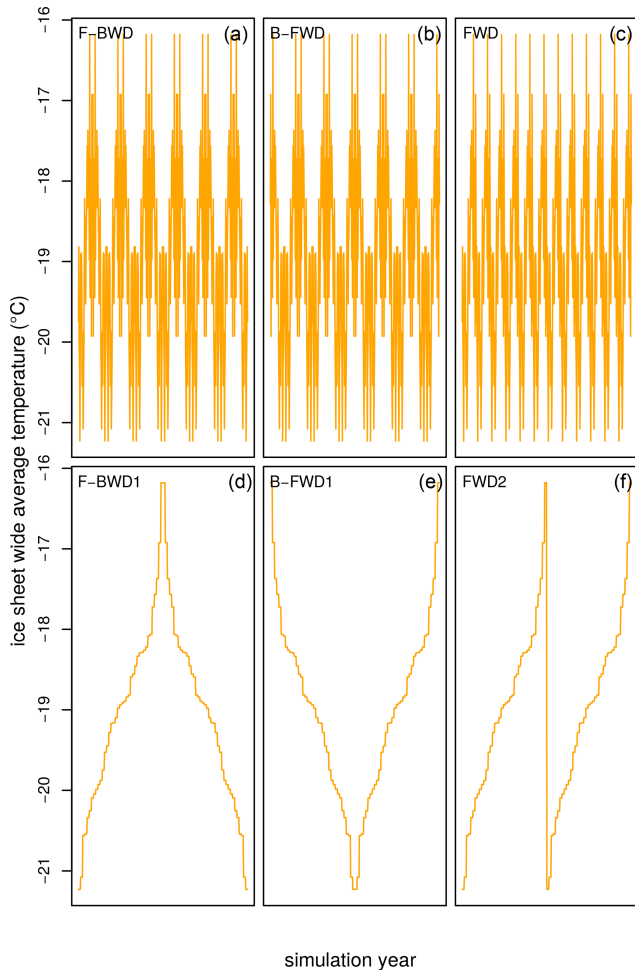 F−BWD (a)
B−FWD (b)
FWD (c)
−16
−17
−18
−19
−20
−21
F−BWD1 (d)
B−FWD1 (e)
FWD2 (f)
−16
−17
−18
−19
−20
−21
ice sheet wide average temperature (°C)
simulation year